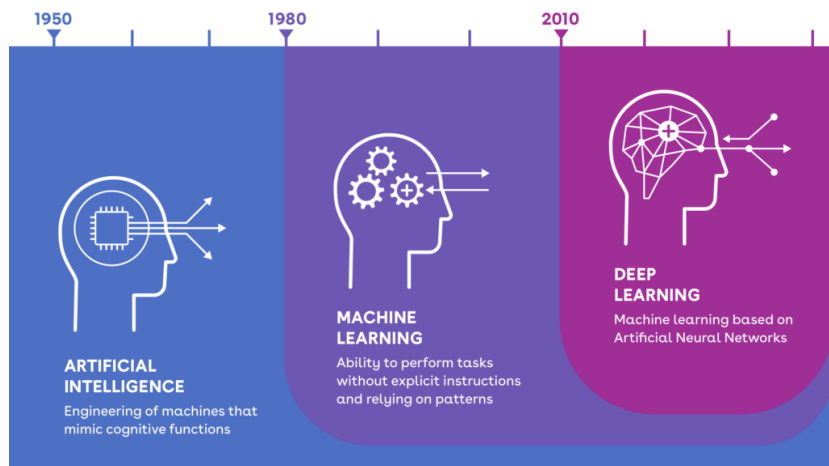 1950
1980
2010
ARTIFICIAL
INTELLIGENCE
Engineering of machines that
mimic cognitive functions
MACHINE
LEARNING
Ability to perform tasks
without explicit instructions
and relying on patterns
DEEP
LEARNING
Machine learning based on
Artificial Neural Networks